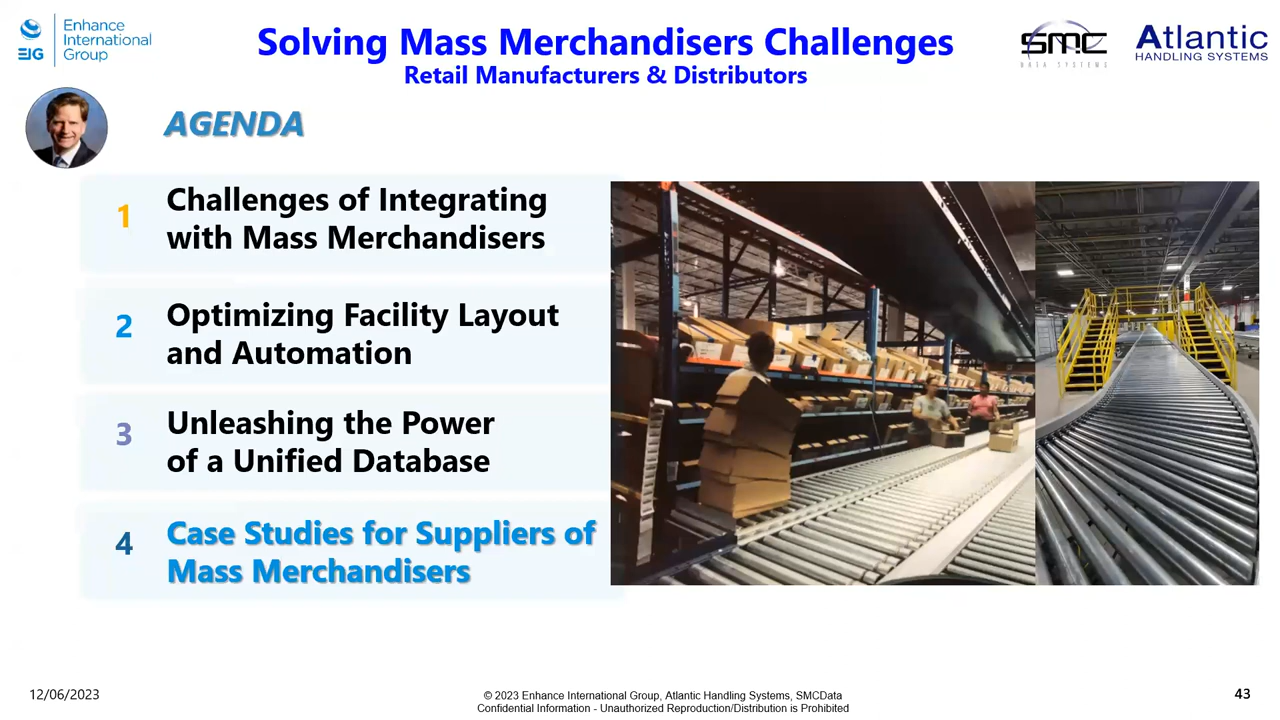 EIG
Enhance
International
Group
Solving Mass Merchandisers Challenges
Retail Manufacturers & Distributors
SMC
DATA SYSTEMS
Atlantic
HANDLING SYSTEMS
AGENDA
1
Challenges of Integrating
with Mass Merchandisers
2
Optimizing Facility Layout
and Automation
3
Unleashing the Power
of a Unified Database
4
Case Studies for Suppliers of
Mass Merchandisers
12/06/2023
© 2023 Enhance International Group, Atlantic Handling Systems, SMCData
Confidential Information - Unauthorized Reproduction/Distribution is Prohibited
43